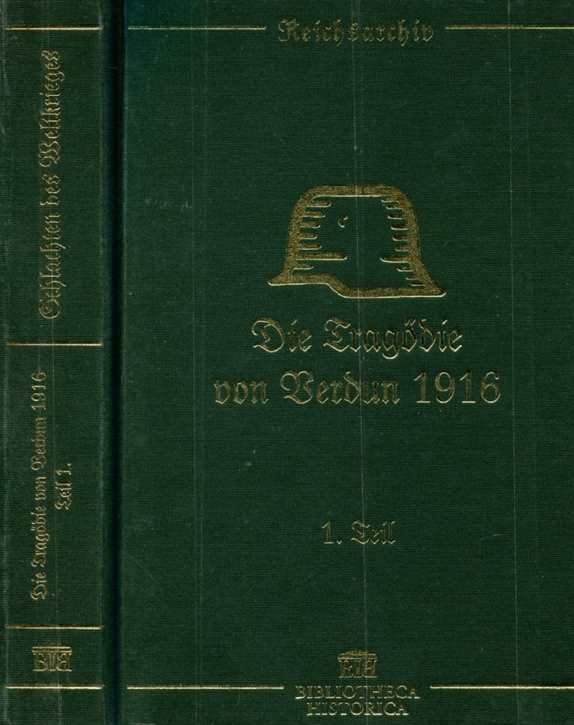 Reichsarchiv
Die Tragödie
von Verdun 1916
1. Teil
BIBLIOTHECA
HISTORICA
Schlachten des Weltkrieges
Die Tragödie von Verdun 1916
Teil 1.